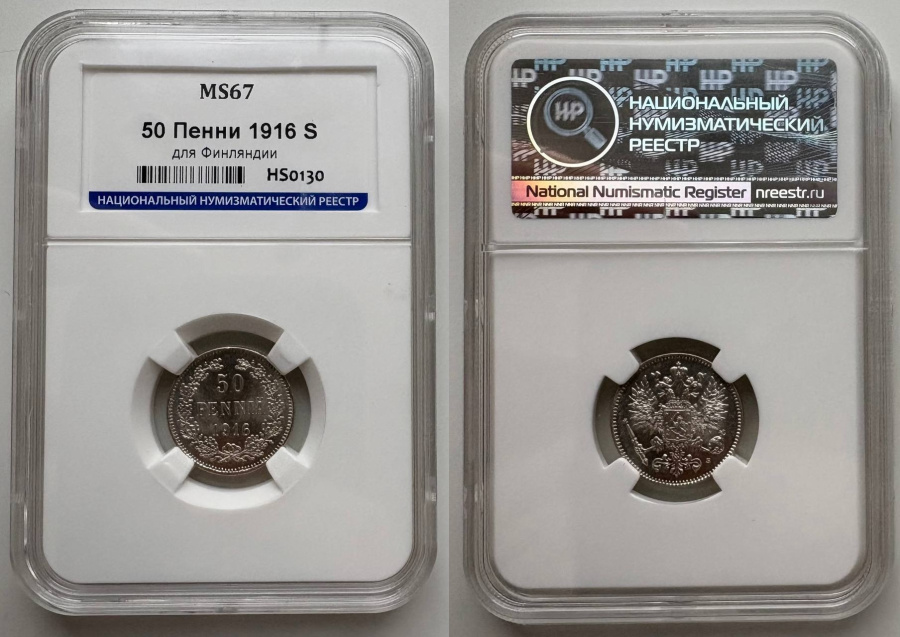 MS67
50 Пенни 1916 S
для Финляндии
HS0130
НАЦИОНАЛЬНЫЙ НУМИЗМАТИЧЕСКИЙ РЕЕСТР
50
PENNIÄ
1916
НР
НАЦИОНАЛЬНЫЙ
НУМИЗМАТИЧЕСКИЙ
РЕЕСТР
National Numismatic Register nreestr.ru
S